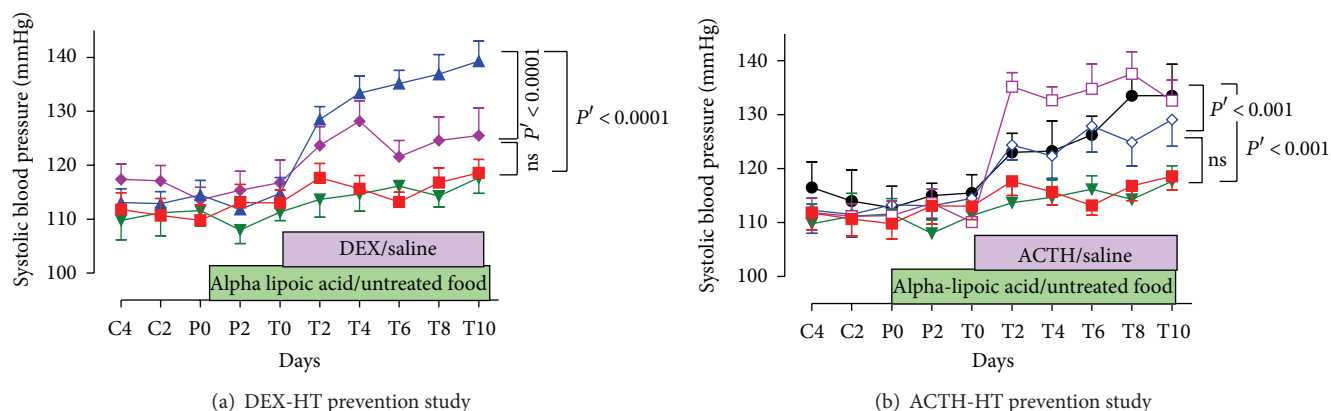 Systolic blood pressure (mmHg)
140
130
120
110
100
DEX/saline
Alpha lipoic acid/untreated food
C4 C2 P0 P2 T0 T2 T4 T6 T8 T10
Days
P′ < 0.0001
ns
P′ < 0.0001
(a) DEX-HT prevention study
Systolic blood pressure (mmHg)
140
130
120
110
100
ACTH/saline
Alpha-lipoic acid/untreated food
C4 C2 P0 P2 T0 T2 T4 T6 T8 T10
Days
P′ < 0.001
ns
P′ < 0.001
(b) ACTH-HT prevention study